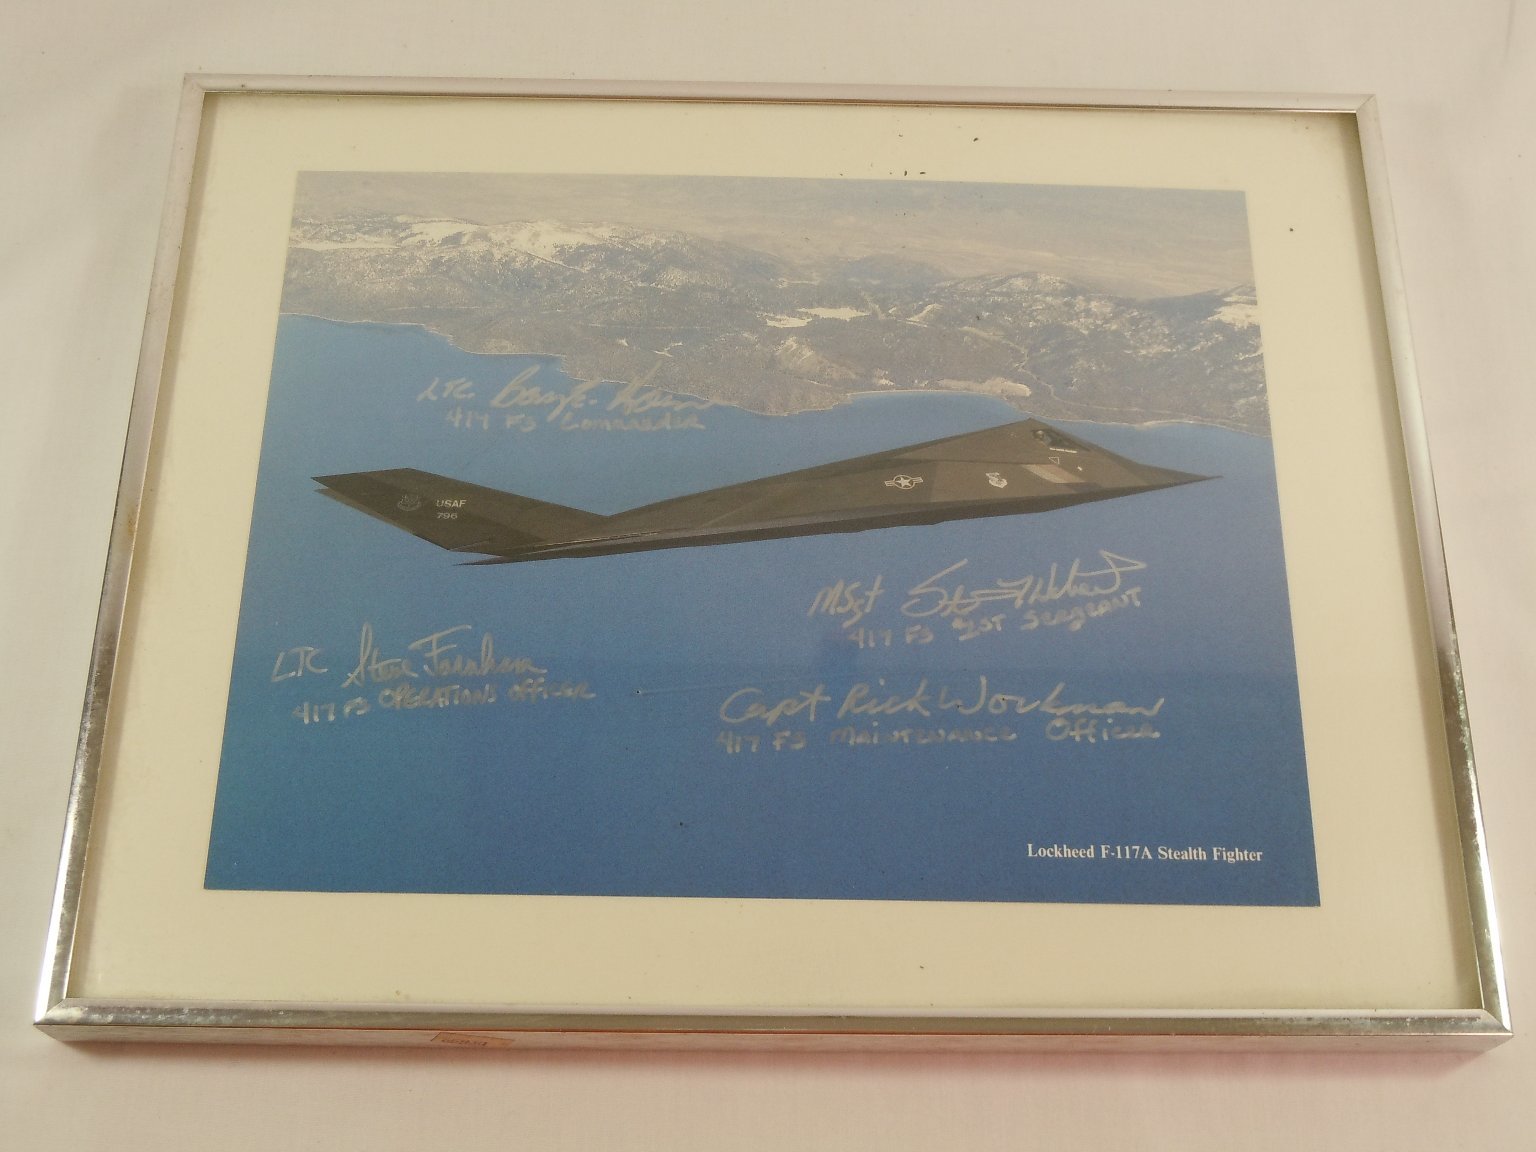 LTC
417 FS Commander
USAF
796
MSgt
417 FS 1ST Sergeant
LTC Steve Farnham
417 FS OPERATIONS OFFICER
Capt Rick Workman
417 FS MAINTENANCE OFFICER
Lockheed F-117A Stealth Fighter